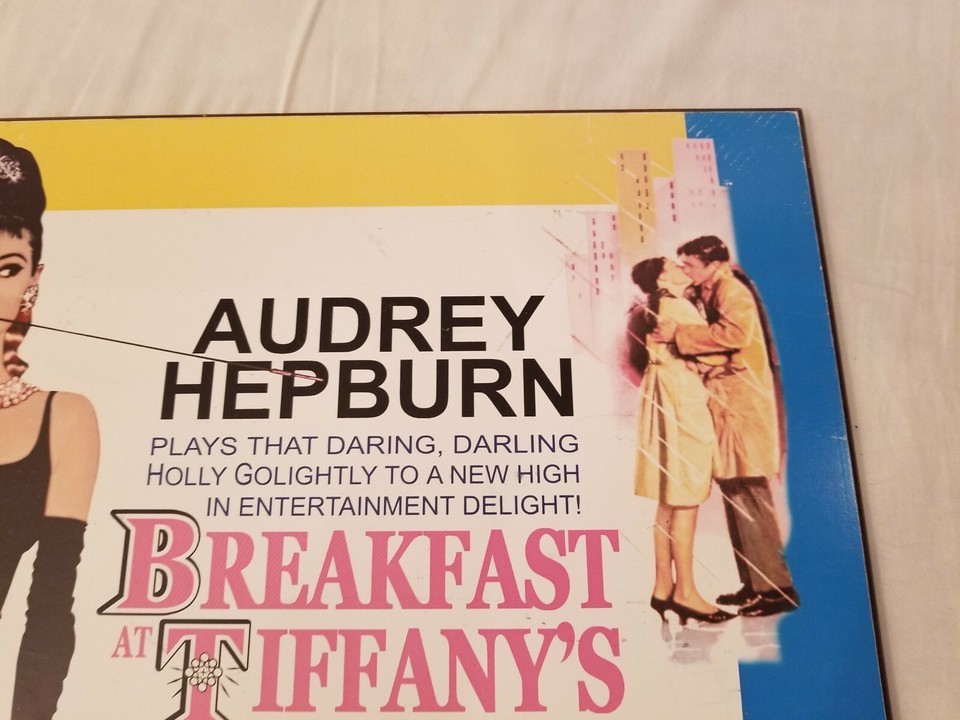 AUDREY
HEPBURN
PLAYS THAT DARING, DARLING
HOLLY GOLIGHTLY TO A NEW HIGH
IN ENTERTAINMENT DELIGHT!
BREAKFAST
AT TIFFANY'S